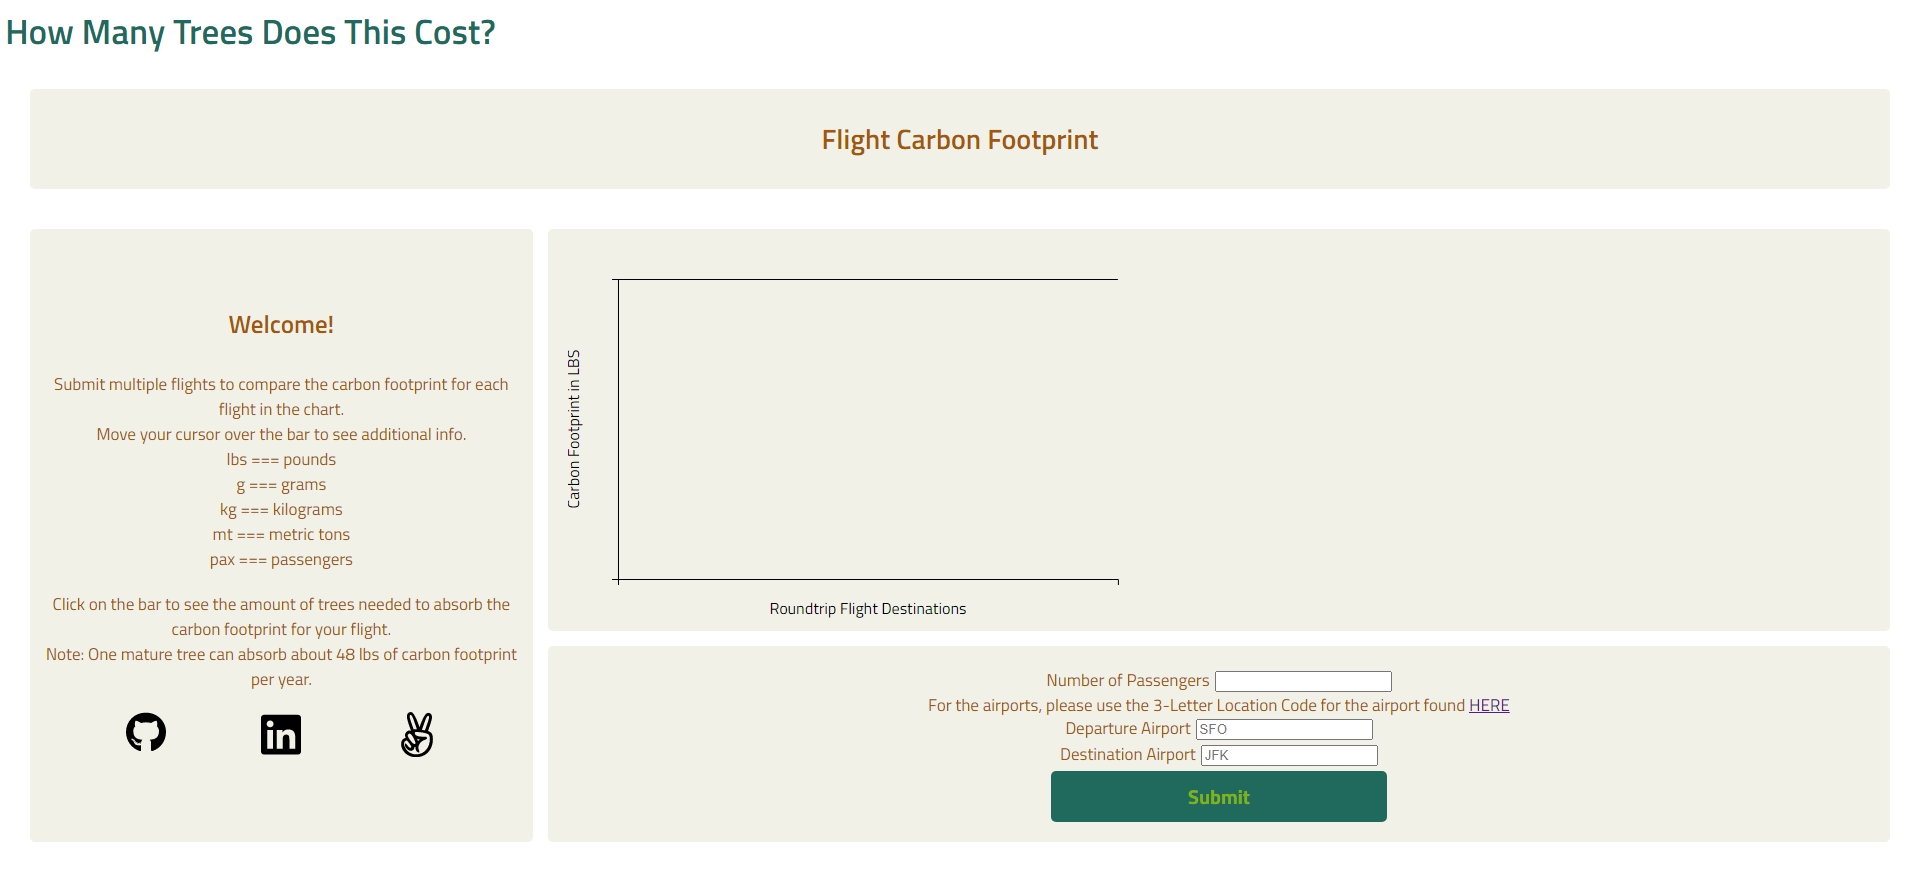 How Many Trees Does This Cost?
Flight Carbon Footprint
Welcome!
Submit multiple flights to compare the carbon footprint for each
flight in the chart.
Move your cursor over the bar to see additional info.
lbs === pounds
g === grams
kg === kilograms
mt === metric tons
pax === passengers
Click on the bar to see the amount of trees needed to absorb the
carbon footprint for your flight.
Note: One mature tree can absorb about 48 lbs of carbon footprint
per year.
in
Carbon Footprint in LBS
Roundtrip Flight Destinations
Number of Passengers
For the airports, please use the 3-Letter Location Code for the airport found HERE
Departure Airport SFO
Destination Airport JFK
Submit